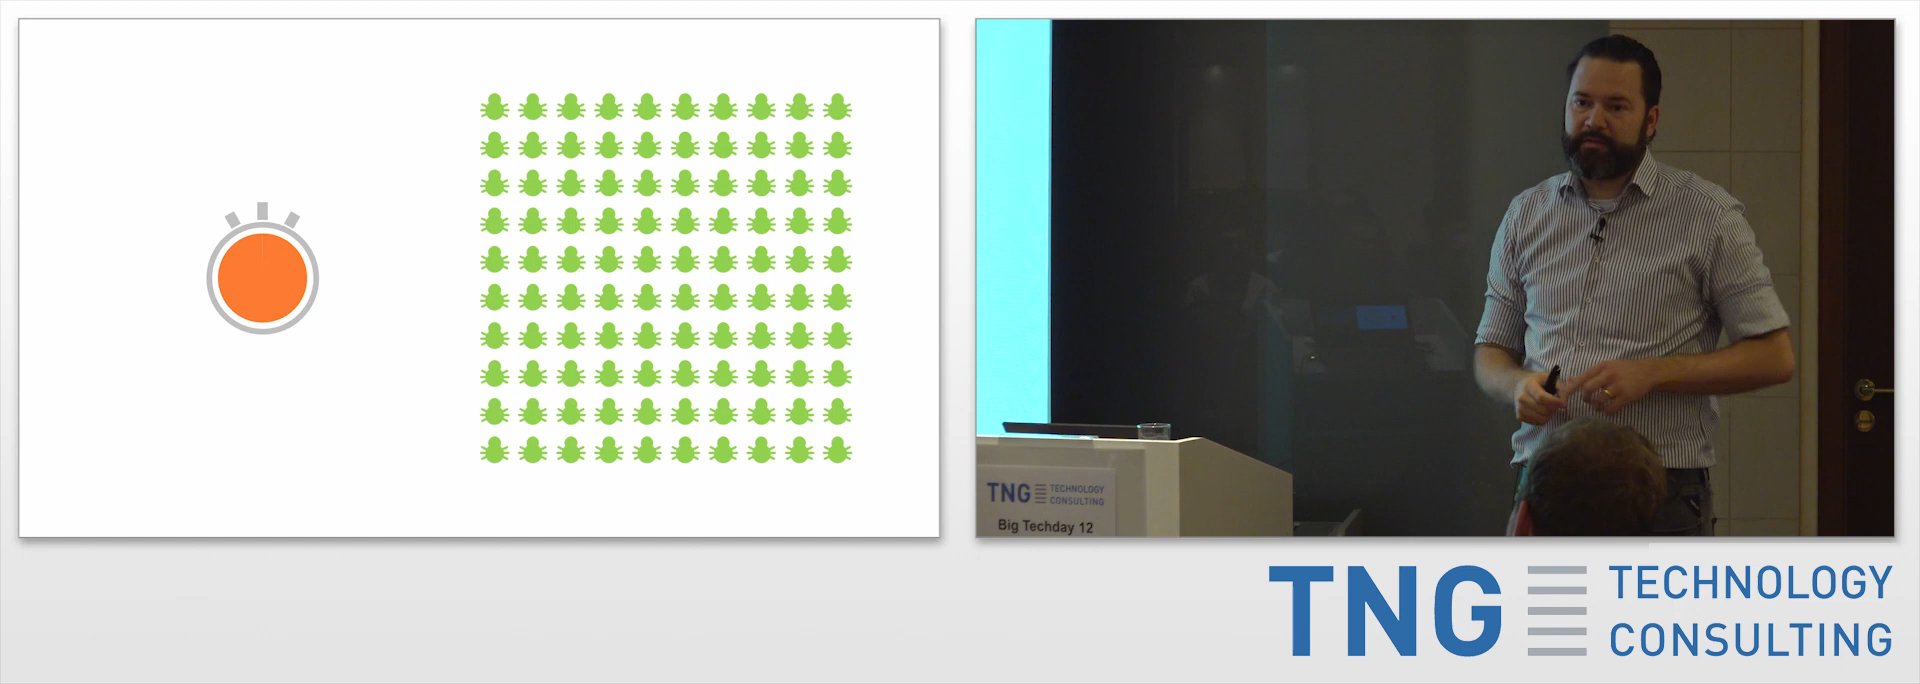 TNG TECHNOLOGY
CONSULTING
Big Techday 12
TNG TECHNOLOGY
CONSULTING